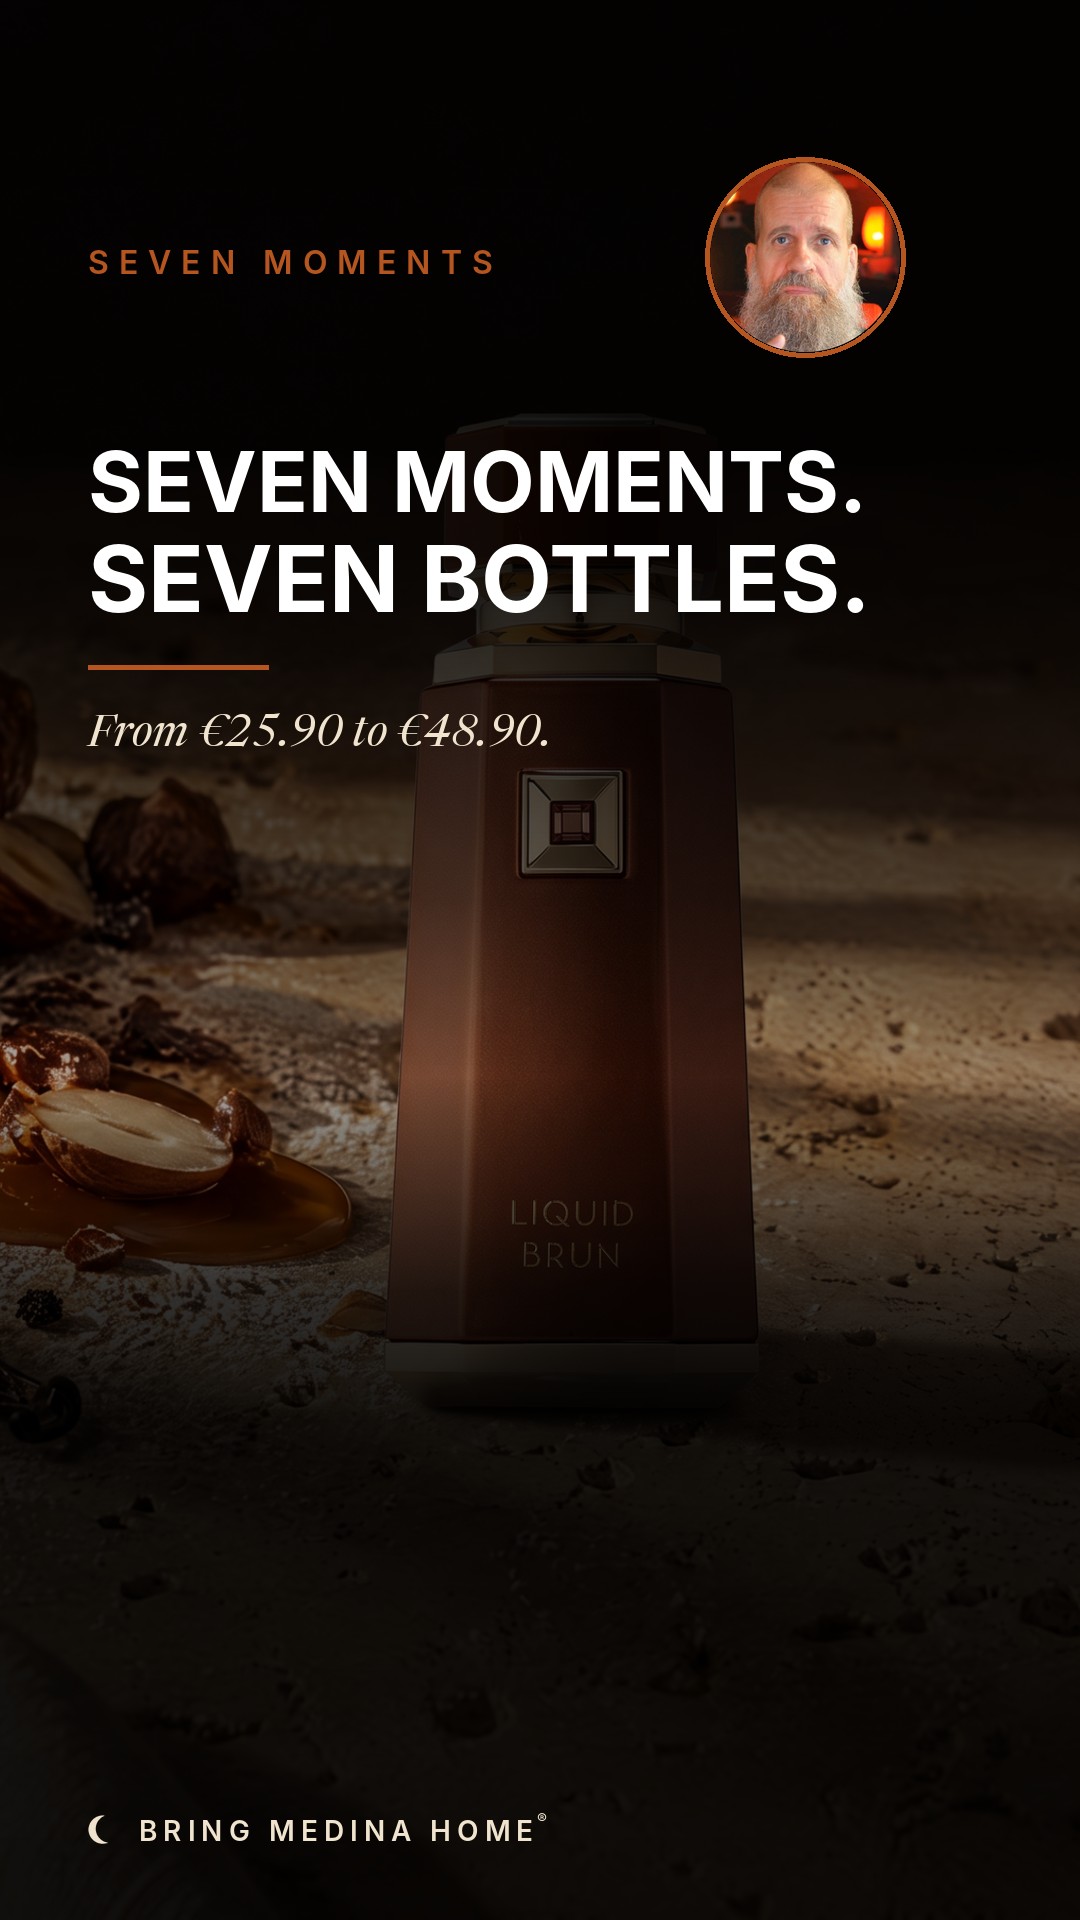 SEVEN MOMENTS
SEVEN MOMENTS.
SEVEN BOTTLES.
From €25.90 to €48.90.
LIQUID
BRUN
BRING MEDINA HOME®